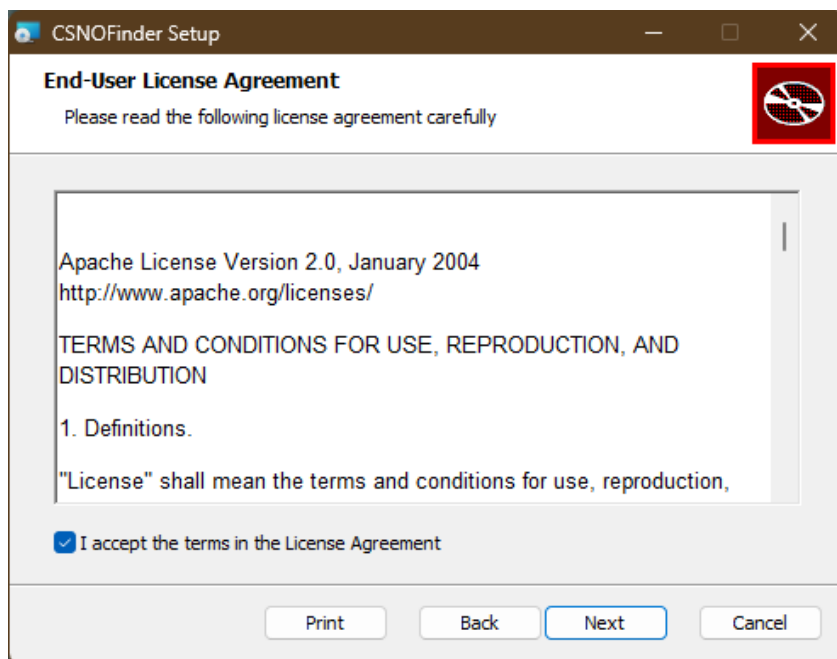 CSNOFinder Setup
End-User License Agreement
Please read the following license agreement carefully
Apache License Version 2.0, January 2004
http://www.apache.org/licenses/
TERMS AND CONDITIONS FOR USE, REPRODUCTION, AND
DISTRIBUTION
1. Definitions.
"License" shall mean the terms and conditions for use, reproduction,
I accept the terms in the License Agreement
Print Back Next Cancel